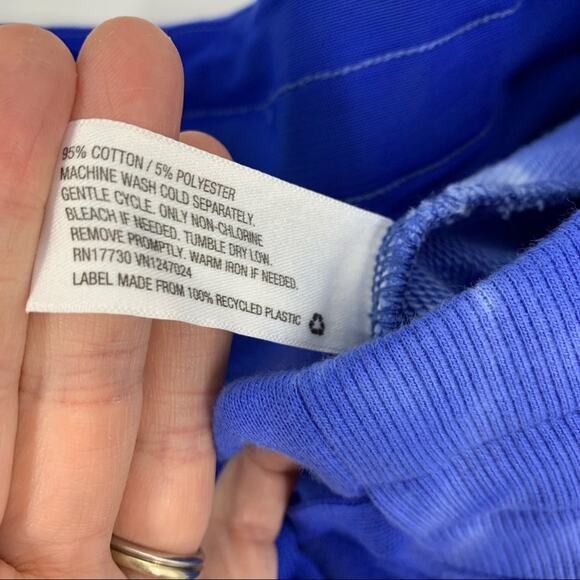 95% COTTON / 5% POLYESTER
MACHINE WASH COLD SEPARATELY.
GENTLE CYCLE. ONLY NON-CHLORINE
BLEACH IF NEEDED. TUMBLE DRY LOW.
REMOVE PROMPTLY. WARM IRON IF NEEDED.
RN17730 VN1247024
LABEL MADE FROM 100% RECYCLED PLASTIC